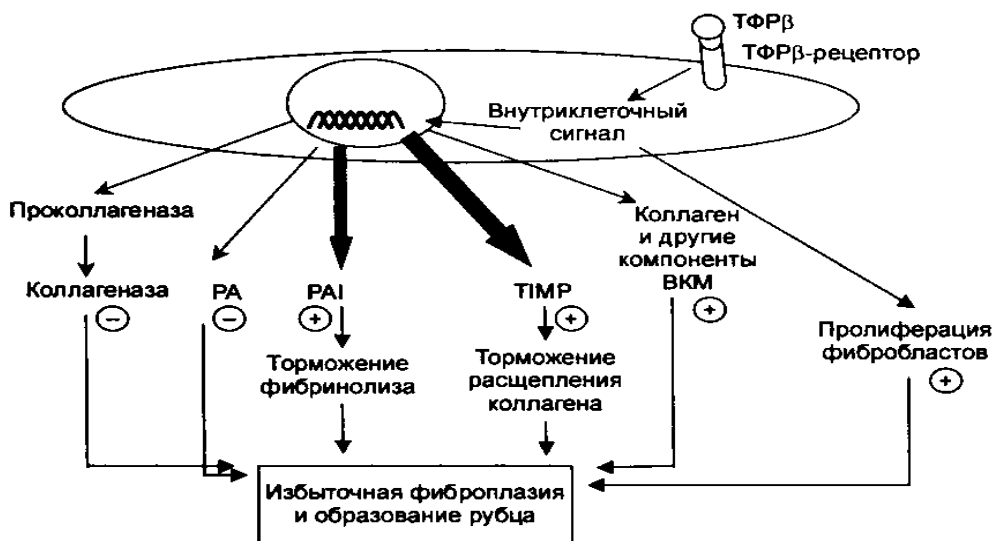 ТФРβ
ТФРβ-рецептор
Внутриклеточный
сигнал
Проколлагеназа
Коллагеназа
−
PA
−
PAI
+
Торможение
фибринолиза
TIMP
+
Торможение
расщепления
коллагена
Коллаген
и другие
компоненты
ВКМ
+
Пролиферация
фибробластов
+
Избыточная фиброплазия
и образование рубца